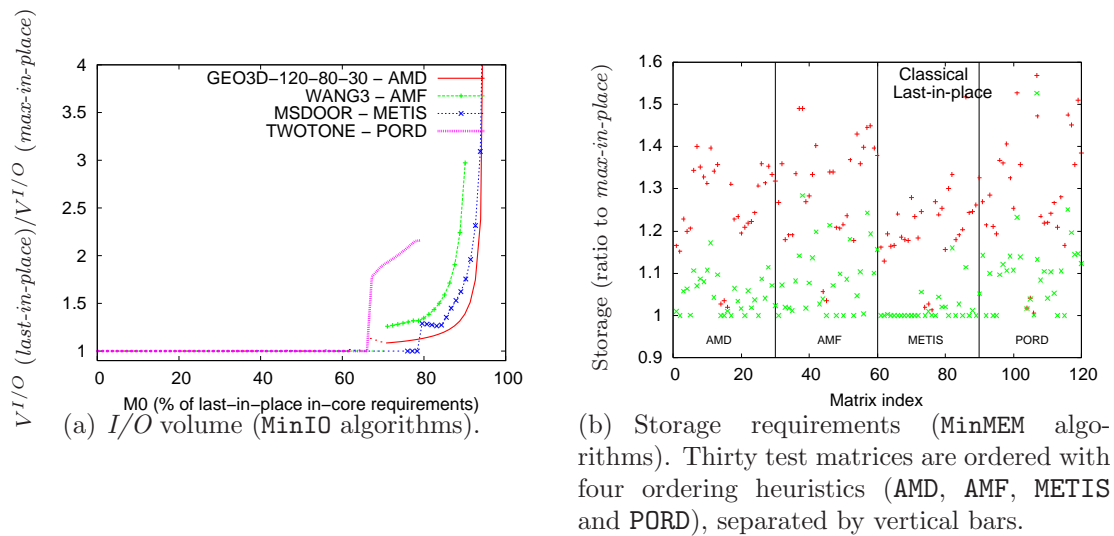 V^{I/O} (last-in-place)/V^{I/O} (max-in-place)
4
3.5
3
2.5
2
1.5
1
GEO3D-120-80-30 - AMD
WANG3 - AMF
MSDOOR - METIS
TWOTONE - PORD
0 20 40 60 80 100
M0 (% of last-in-place in-core requirements)
(a) I/O volume (MinIO algorithms).
Storage (ratio to max-in-place)
1.6
1.5
1.4
1.3
1.2
1.1
1
0.9
Classical
Last-in-place
AMD AMF METIS PORD
0 20 40 60 80 100 120
Matrix index
(b) Storage requirements (MinMEM algo-
rithms). Thirty test matrices are ordered with
four ordering heuristics (AMD, AMF, METIS
and PORD), separated by vertical bars.